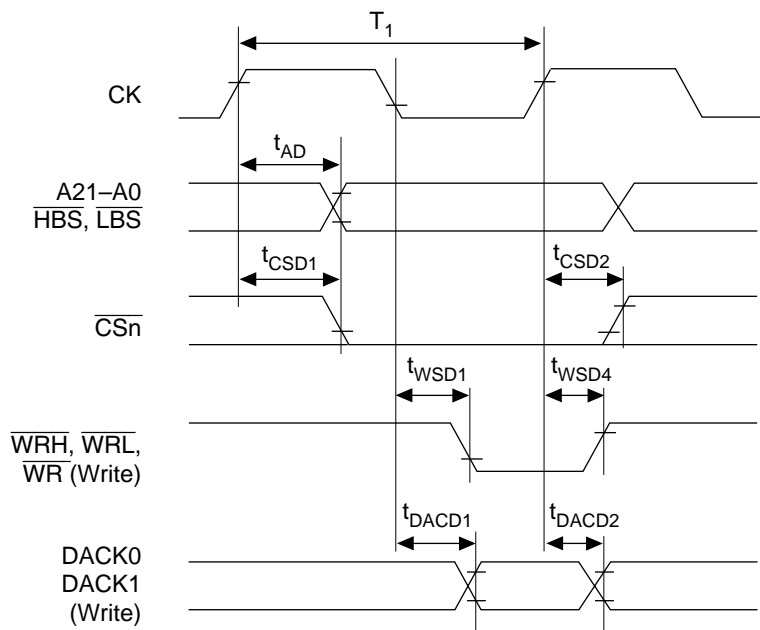 T1
CK
tAD
A21–A0
HBS, LBS
tCSD1
tCSD2
CSn
tWSD1
tWSD4
WRH, WRL,
WR (Write)
tDACD1
tDACD2
DACK0
DACK1
(Write)